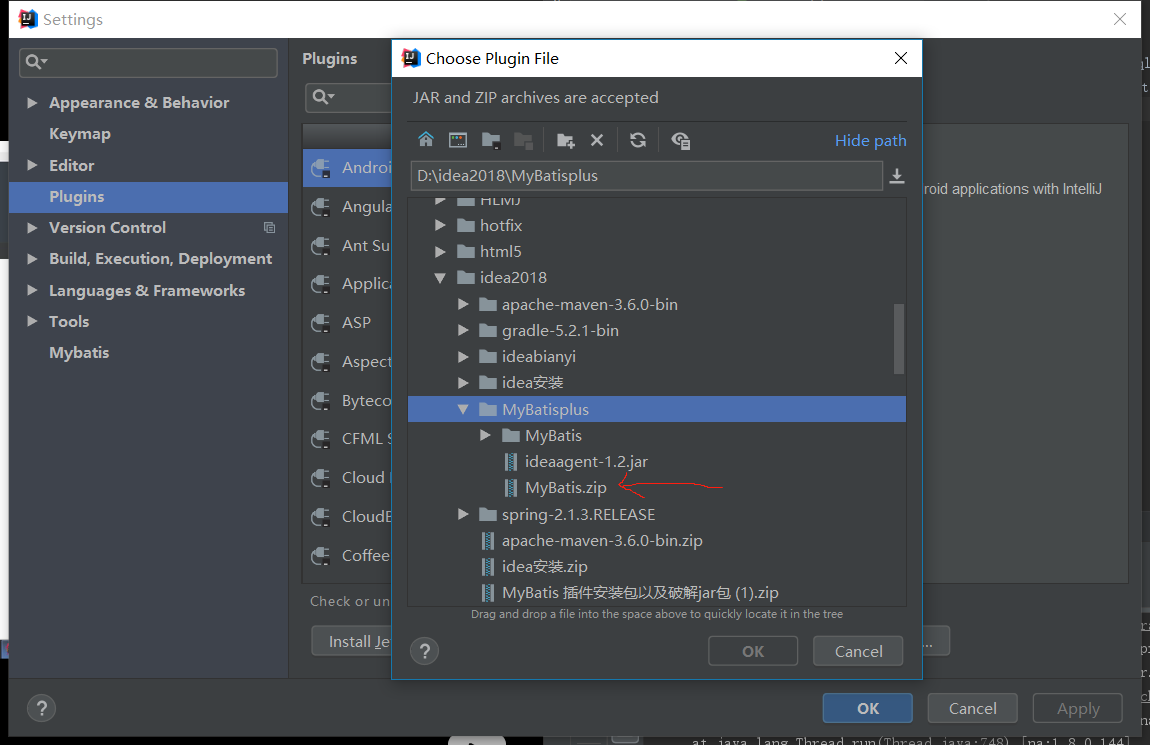 Settings
Appearance & Behavior
Keymap
Editor
Plugins
Version Control
Build, Execution, Deployment
Languages & Frameworks
Tools
Mybatis
Plugins
Androi
Angula
Ant Su
Applica
ASP
Aspect
Byteco
CFML S
Cloud
CloudE
Coffee
Check or un
Install Je
roid applications with IntelliJ
Choose Plugin File
JAR and ZIP archives are accepted
Hide path
D:\idea2018\MyBatisplus
HLMJ
hotfix
html5
idea2018
apache-maven-3.6.0-bin
gradle-5.2.1-bin
ideabianyi
idea安装
MyBatisplus
MyBatis
ideaagent-1.2.jar
MyBatis.zip
spring-2.1.3.RELEASE
apache-maven-3.6.0-bin.zip
idea安装.zip
MyBatis 插件安装包以及破解jar包 (1).zip
Drag and drop a file into the space above to quickly locate it in the tree
? OK Cancel
...
? OK Cancel Apply
at java.lang.Thread.run(Thread.java:748) [na:1.8.0_144]